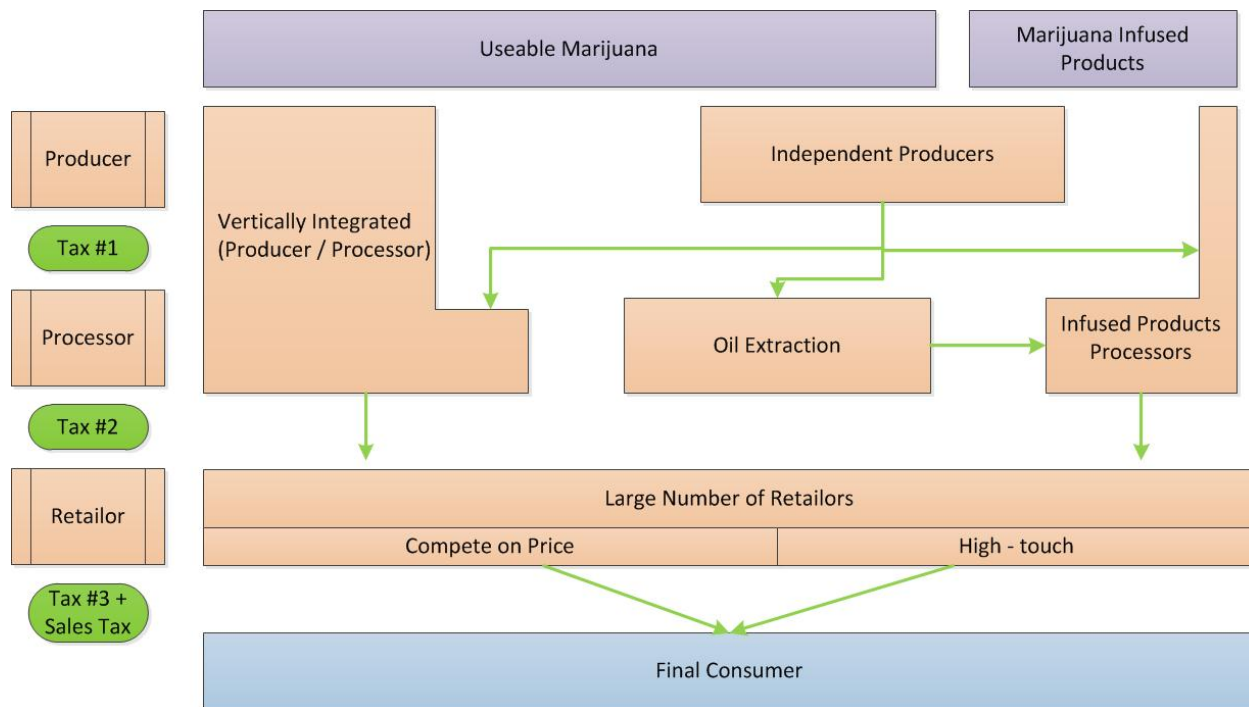 Useable Marijuana
Marijuana Infused
Products
Producer
Independent Producers
Vertically Integrated
(Producer / Processor)
Tax #1
Processor
Oil Extraction
Infused Products
Processors
Tax #2
Retailor
Large Number of Retailors
Compete on Price
High - touch
Tax #3 +
Sales Tax
Final Consumer